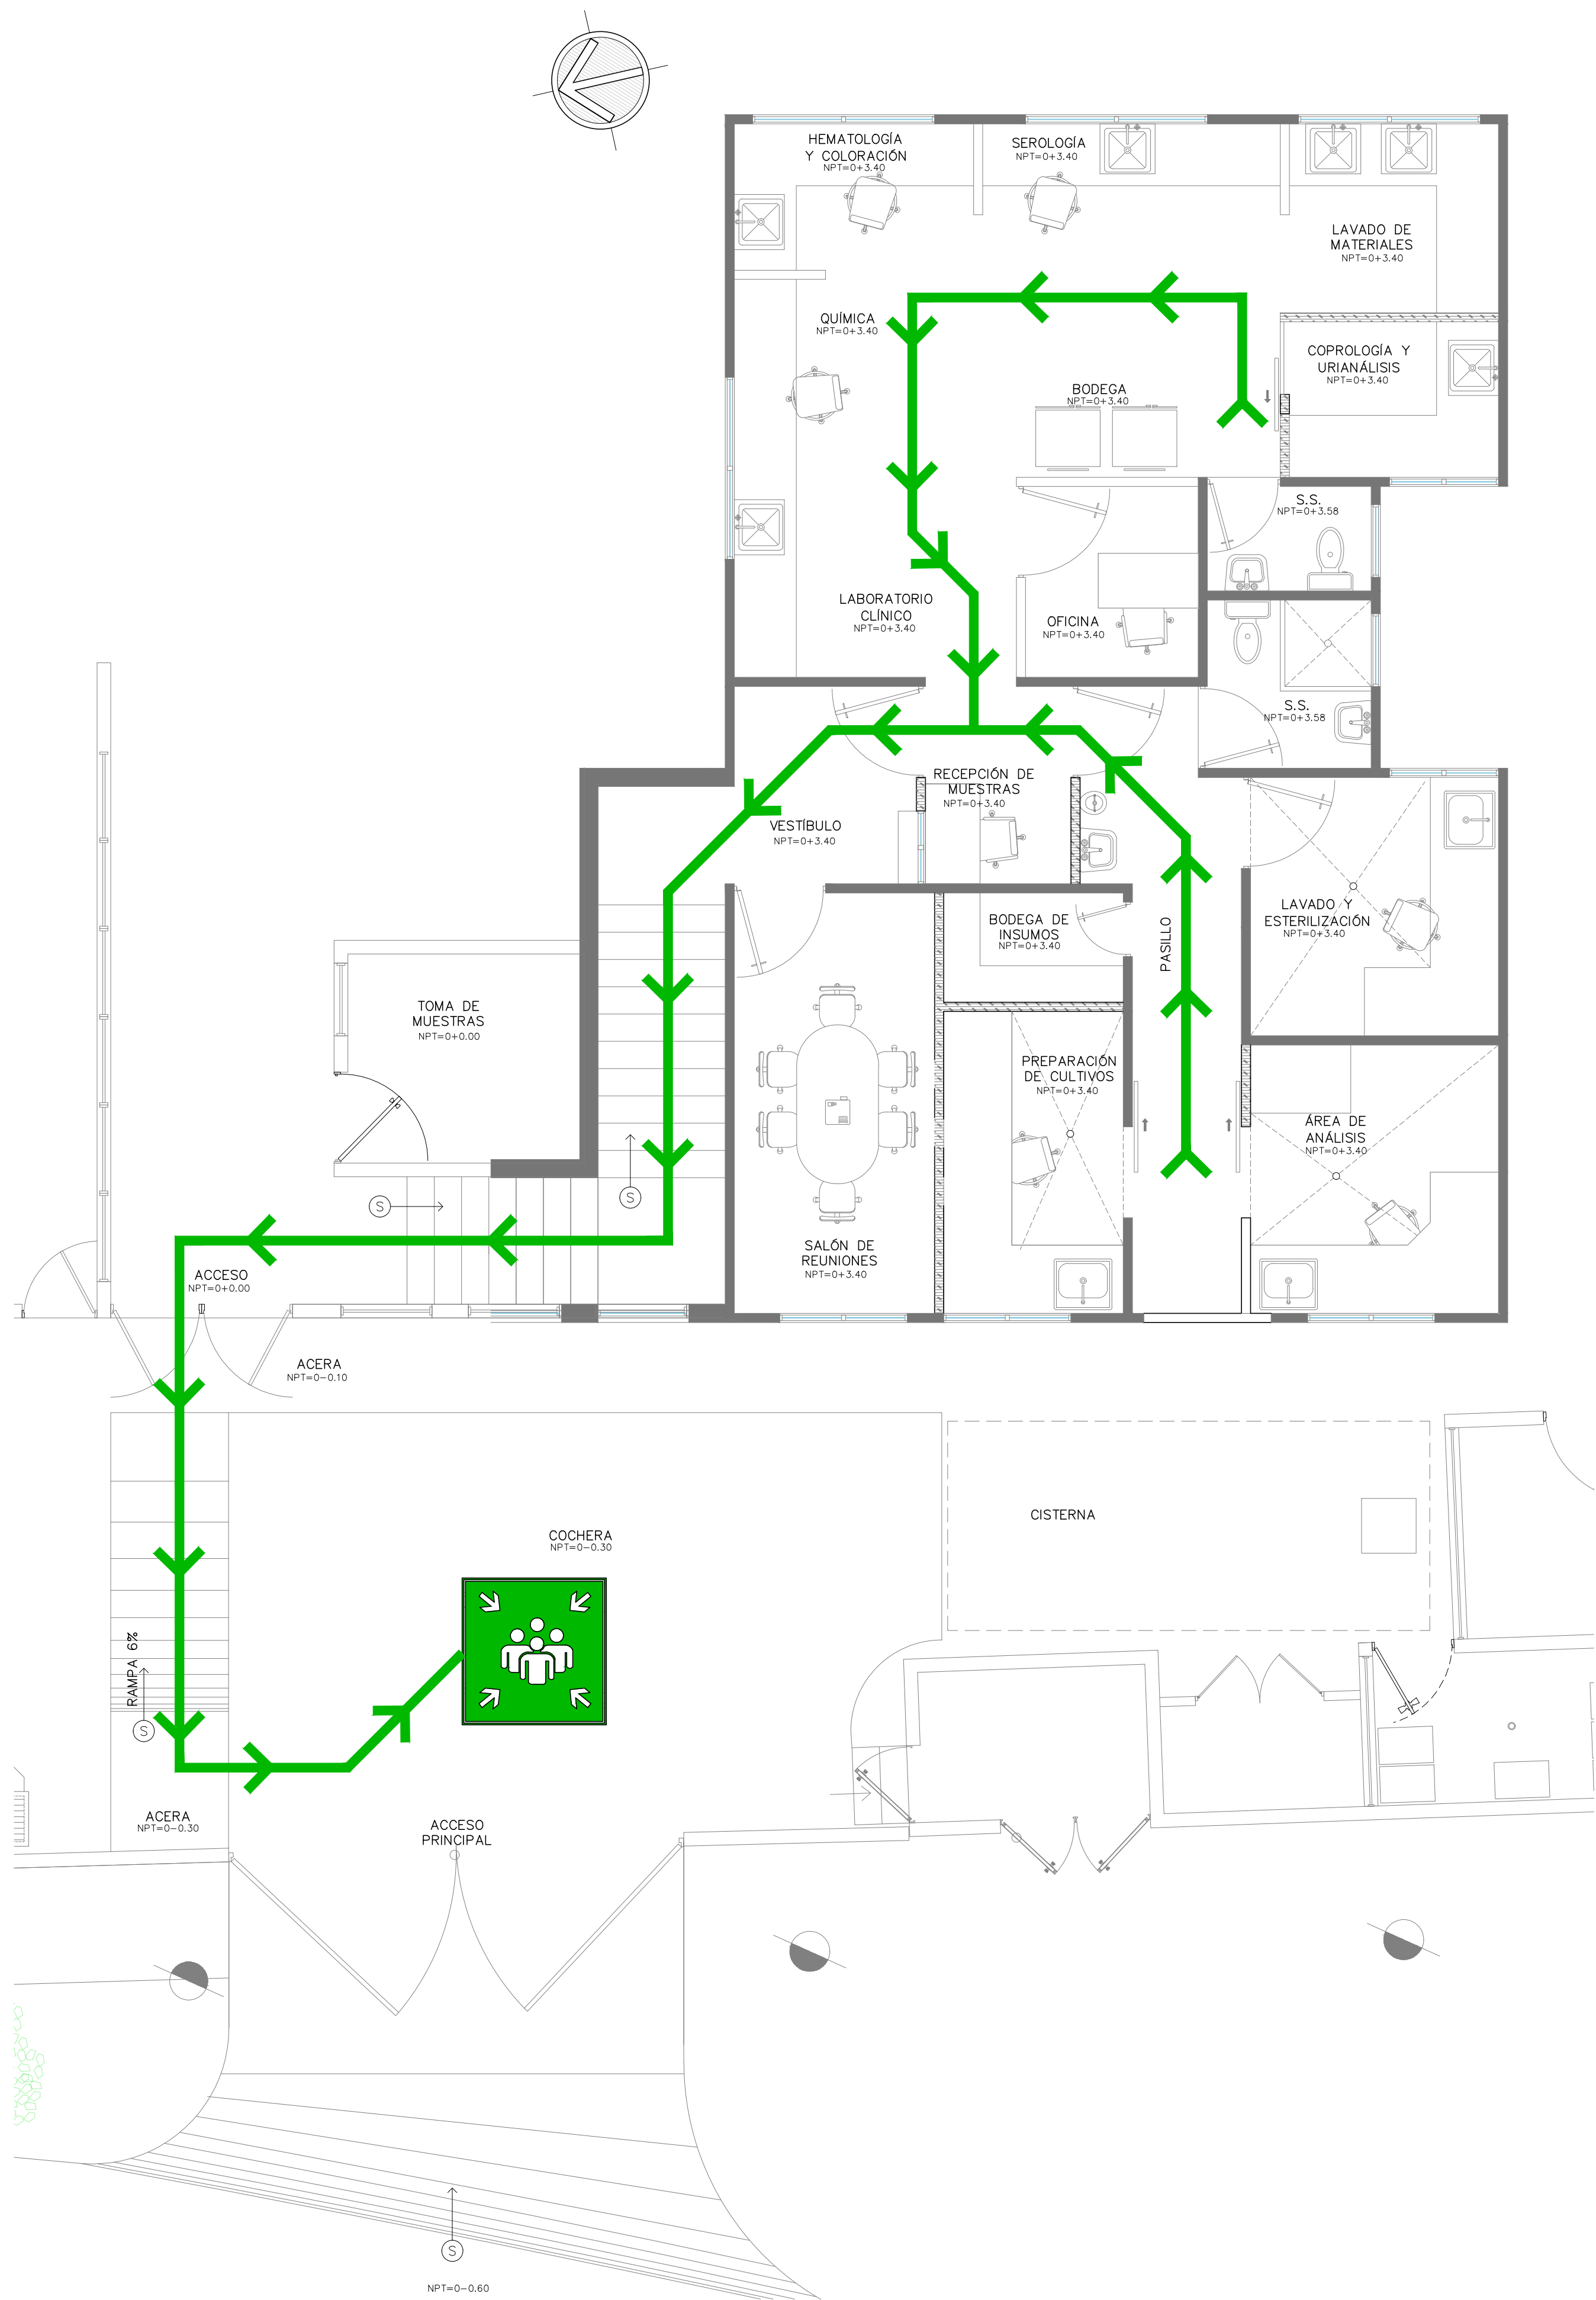 HEMATOLOGÍA
Y COLORACIÓN
NPT=0+3.40
SEROLOGÍA
NPT=0+3.40
LAVADO DE
MATERIALES
NPT=0+3.40
QUÍMICA
NPT=0+3.40
COPROLOGÍA Y
URIANÁLISIS
NPT=0+3.40
BODEGA
NPT=0+3.40
S.S.
NPT=0+3.58
LABORATORIO
CLÍNICO
NPT=0+3.40
OFICINA
NPT=0+3.40
S.S.
NPT=0+3.58
RECEPCIÓN DE
MUESTRAS
NPT=0+3.40
VESTÍBULO
NPT=0+3.40
LAVADO Y
ESTERILIZACIÓN
NPT=0+3.40
BODEGA DE
INSUMOS
NPT=0+3.40
PASILLO
TOMA DE
MUESTRAS
NPT=0+0.00
PREPARACIÓN
DE CULTIVOS
NPT=0+3.40
ÁREA DE
ANÁLISIS
NPT=0+3.40
S
S
SALÓN DE
REUNIONES
NPT=0+3.40
ACCESO
NPT=0+0.00
ACERA
NPT=0-0.10
CISTERNA
COCHERA
NPT=0-0.30
RAMPA 6%
S
ACERA
NPT=0-0.30
ACCESO
PRINCIPAL
S
NPT=0-0.60